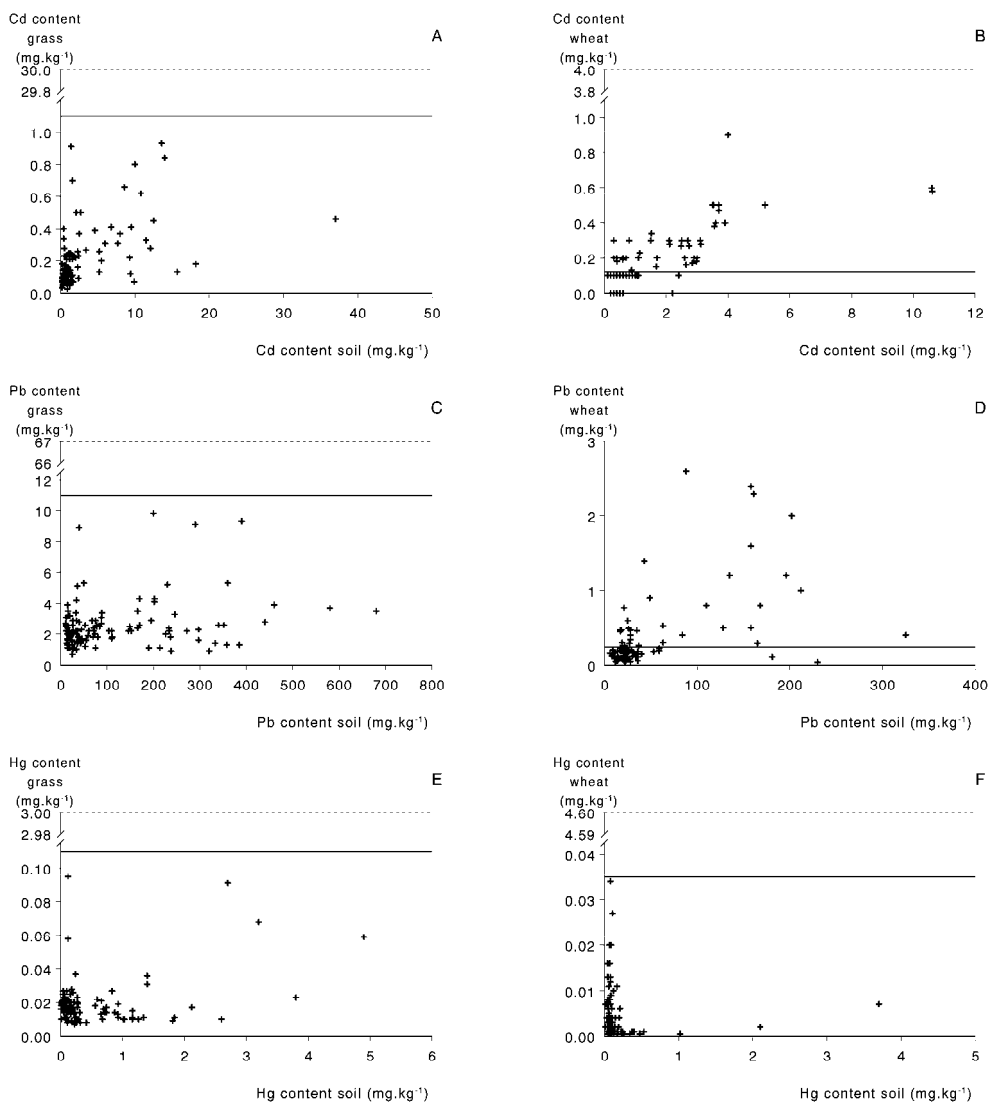 Cd content
grass
(mg.kg⁻¹)
A
30.0
29.8
1.0
0.8
0.6
0.4
0.2
0.0
0 10 20 30 40 50
Cd content soil (mg.kg⁻¹)
Cd content
wheat
(mg.kg⁻¹)
B
4.0
3.8
1.0
0.8
0.6
0.4
0.2
0.0
0 2 4 6 8 10 12
Cd content soil (mg.kg⁻¹)
Pb content
grass
(mg.kg⁻¹)
C
67
66
12
10
8
6
4
2
0
0 100 200 300 400 500 600 700 800
Pb content soil (mg.kg⁻¹)
Pb content
wheat
(mg.kg⁻¹)
D
3
2
1
0
0 100 200 300 400
Pb content soil (mg.kg⁻¹)
Hg content
grass
(mg.kg⁻¹)
E
3.00
2.98
0.10
0.08
0.06
0.04
0.02
0.00
0 1 2 3 4 5 6
Hg content soil (mg.kg⁻¹)
Hg content
wheat
(mg.kg⁻¹)
F
4.60
4.59
0.04
0.03
0.02
0.01
0.00
0 1 2 3 4 5
Hg content soil (mg.kg⁻¹)